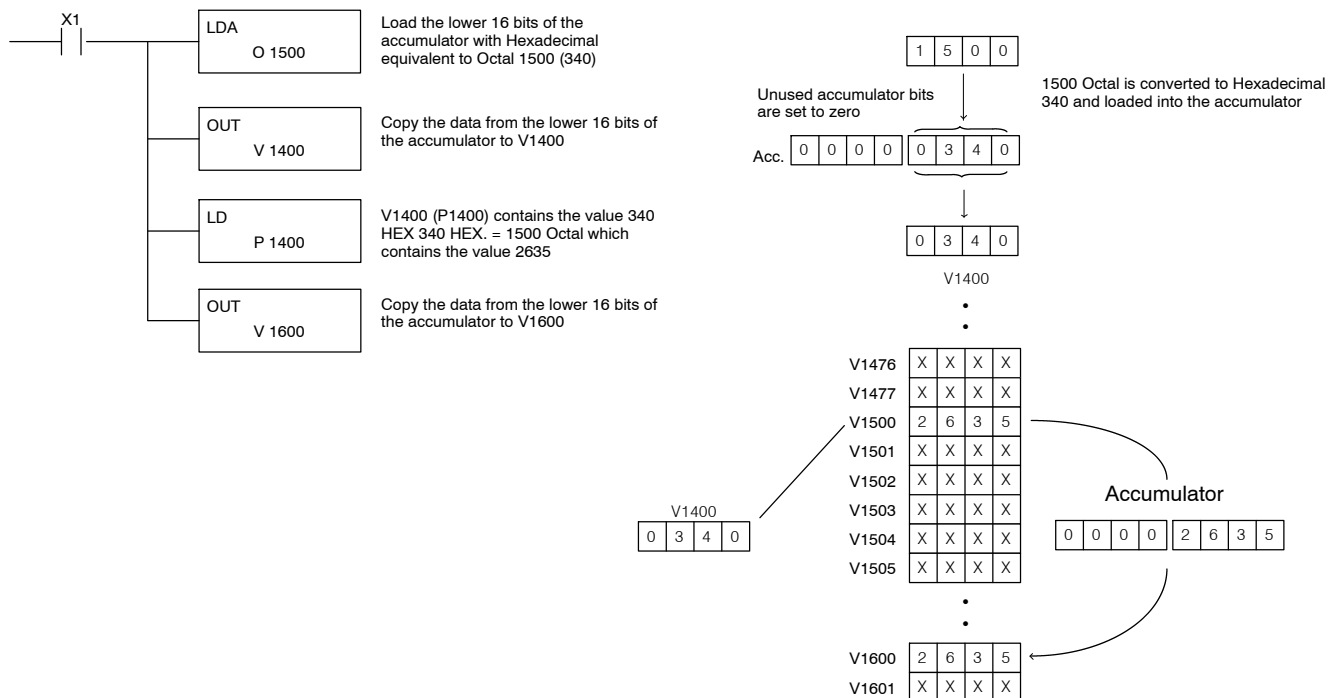 X1
LDA
O 1500
Load the lower 16 bits of the
accumulator with Hexadecimal
equivalent to Octal 1500 (340)
OUT
V 1400
Copy the data from the lower 16 bits of
the accumulator to V1400
LD
P 1400
V1400 (P1400) contains the value 340
HEX 340 HEX. = 1500 Octal which
contains the value 2635
OUT
V 1600
Copy the data from the lower 16 bits of
the accumulator to V1600
1 5 0 0
1500 Octal is converted to Hexadecimal
340 and loaded into the accumulator
Unused accumulator bits
are set to zero
Acc. 0 0 0 0 0 3 4 0
0 3 4 0
V1400
V1476 X X X X
V1477 X X X X
V1500 2 6 3 5
V1501 X X X X
V1502 X X X X
V1503 X X X X
V1504 X X X X
V1505 X X X X
V1400
0 3 4 0
Accumulator
0 0 0 0 2 6 3 5
V1600 2 6 3 5
V1601 X X X X